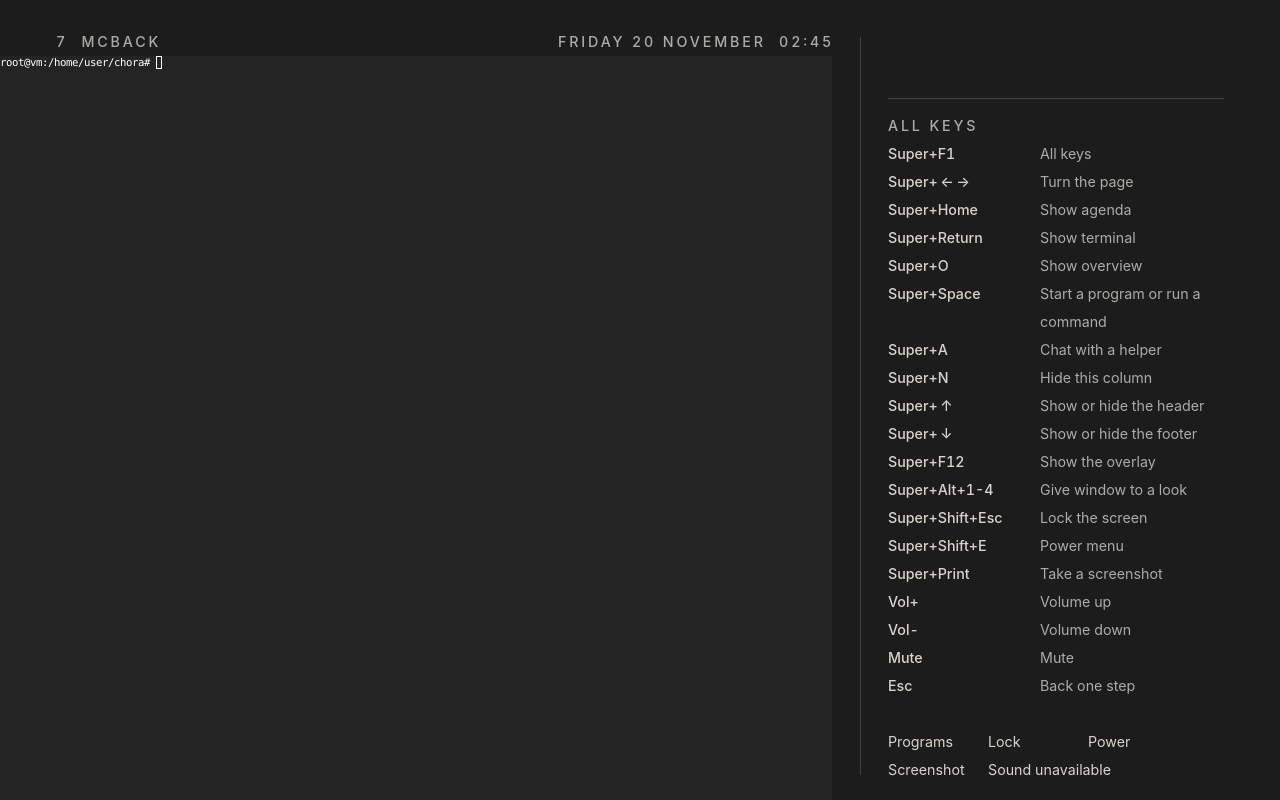 7 MCBACK FRIDAY 20 NOVEMBER 02:45
root@vm:/home/user/chora#
ALL KEYS
Super+F1 All keys
Super+ ← → Turn the page
Super+Home Show agenda
Super+Return Show terminal
Super+O Show overview
Super+Space Start a program or run a
command
Super+A Chat with a helper
Super+N Hide this column
Super+ ↑ Show or hide the header
Super+ ↓ Show or hide the footer
Super+F12 Show the overlay
Super+Alt+1-4 Give window to a look
Super+Shift+Esc Lock the screen
Super+Shift+E Power menu
Super+Print Take a screenshot
Vol+ Volume up
Vol- Volume down
Mute Mute
Esc Back one step
Programs Lock Power
Screenshot Sound unavailable